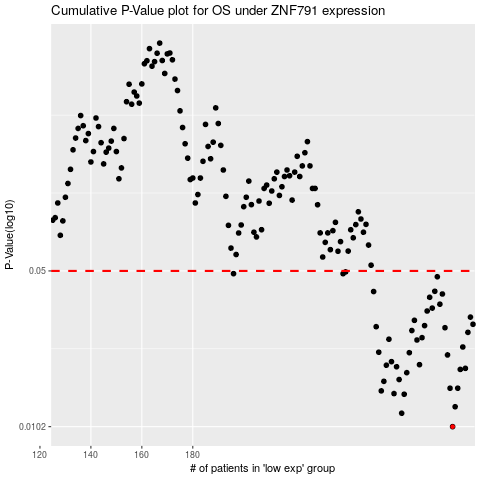 Cumulative P-Value plot for OS under ZNF791 expression
P-Value(log10)
0.05
0.0102
120 140 160 180
# of patients in 'low exp' group